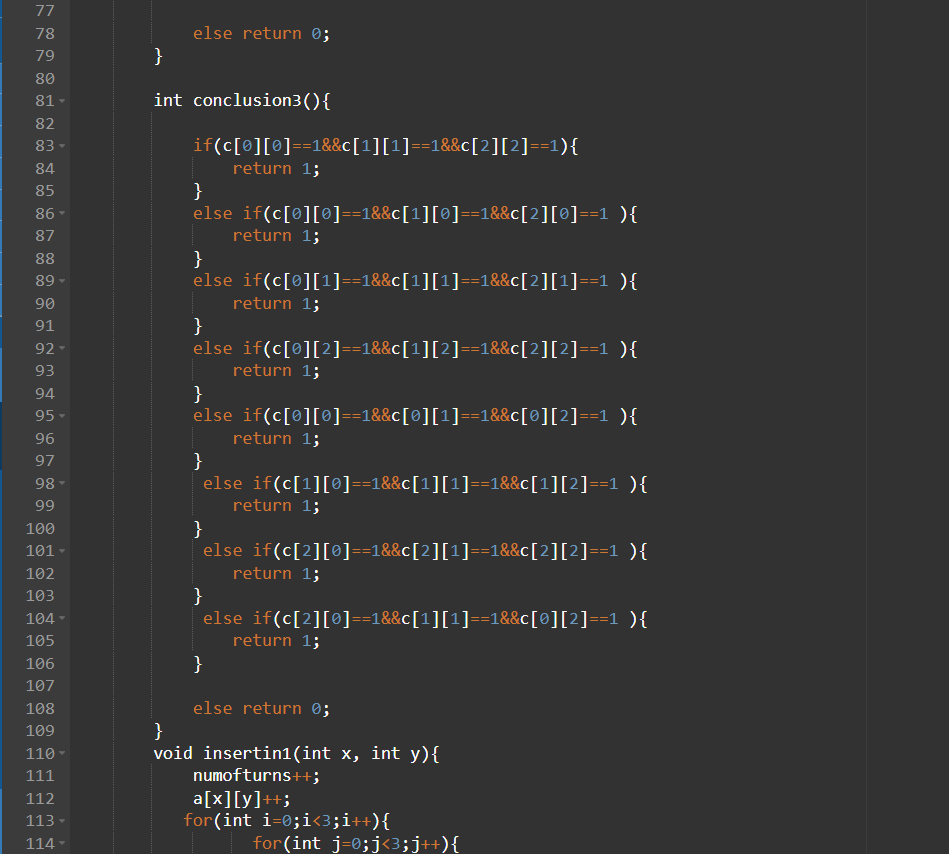 77
78 else return 0;
79 }
80
81 int conclusion3(){
82
83 if(c[0][0]==1&&c[1][1]==1&&c[2][2]==1){
84 return 1;
85 }
86 else if(c[0][0]==1&&c[1][0]==1&&c[2][0]==1 ){
87 return 1;
88 }
89 else if(c[0][1]==1&&c[1][1]==1&&c[2][1]==1 ){
90 return 1;
91 }
92 else if(c[0][2]==1&&c[1][2]==1&&c[2][2]==1 ){
93 return 1;
94 }
95 else if(c[0][0]==1&&c[0][1]==1&&c[0][2]==1 ){
96 return 1;
97 }
98 else if(c[1][0]==1&&c[1][1]==1&&c[1][2]==1 ){
99 return 1;
100 }
101 else if(c[2][0]==1&&c[2][1]==1&&c[2][2]==1 ){
102 return 1;
103 }
104 else if(c[2][0]==1&&c[1][1]==1&&c[0][2]==1 ){
105 return 1;
106 }
107
108 else return 0;
109 }
110 void insertin1(int x, int y){
111 numofturns++;
112 a[x][y]++;
113 for(int i=0;i<3;i++){
114 for(int j=0;j<3;j++){